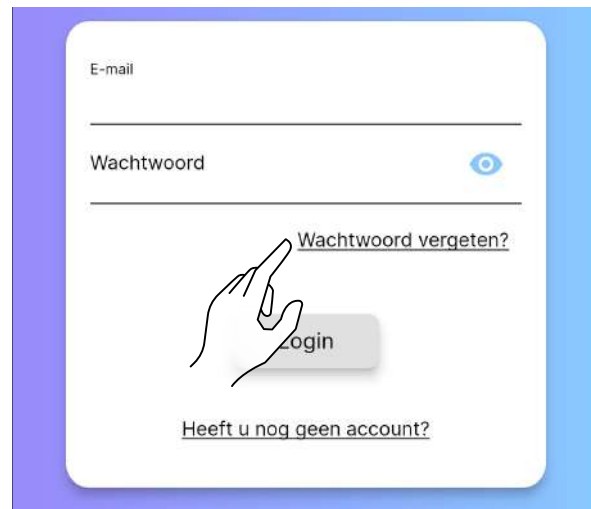 E-mail
Wachtwoord
Wachtwoord vergeten?
Login
Heeft u nog geen account?